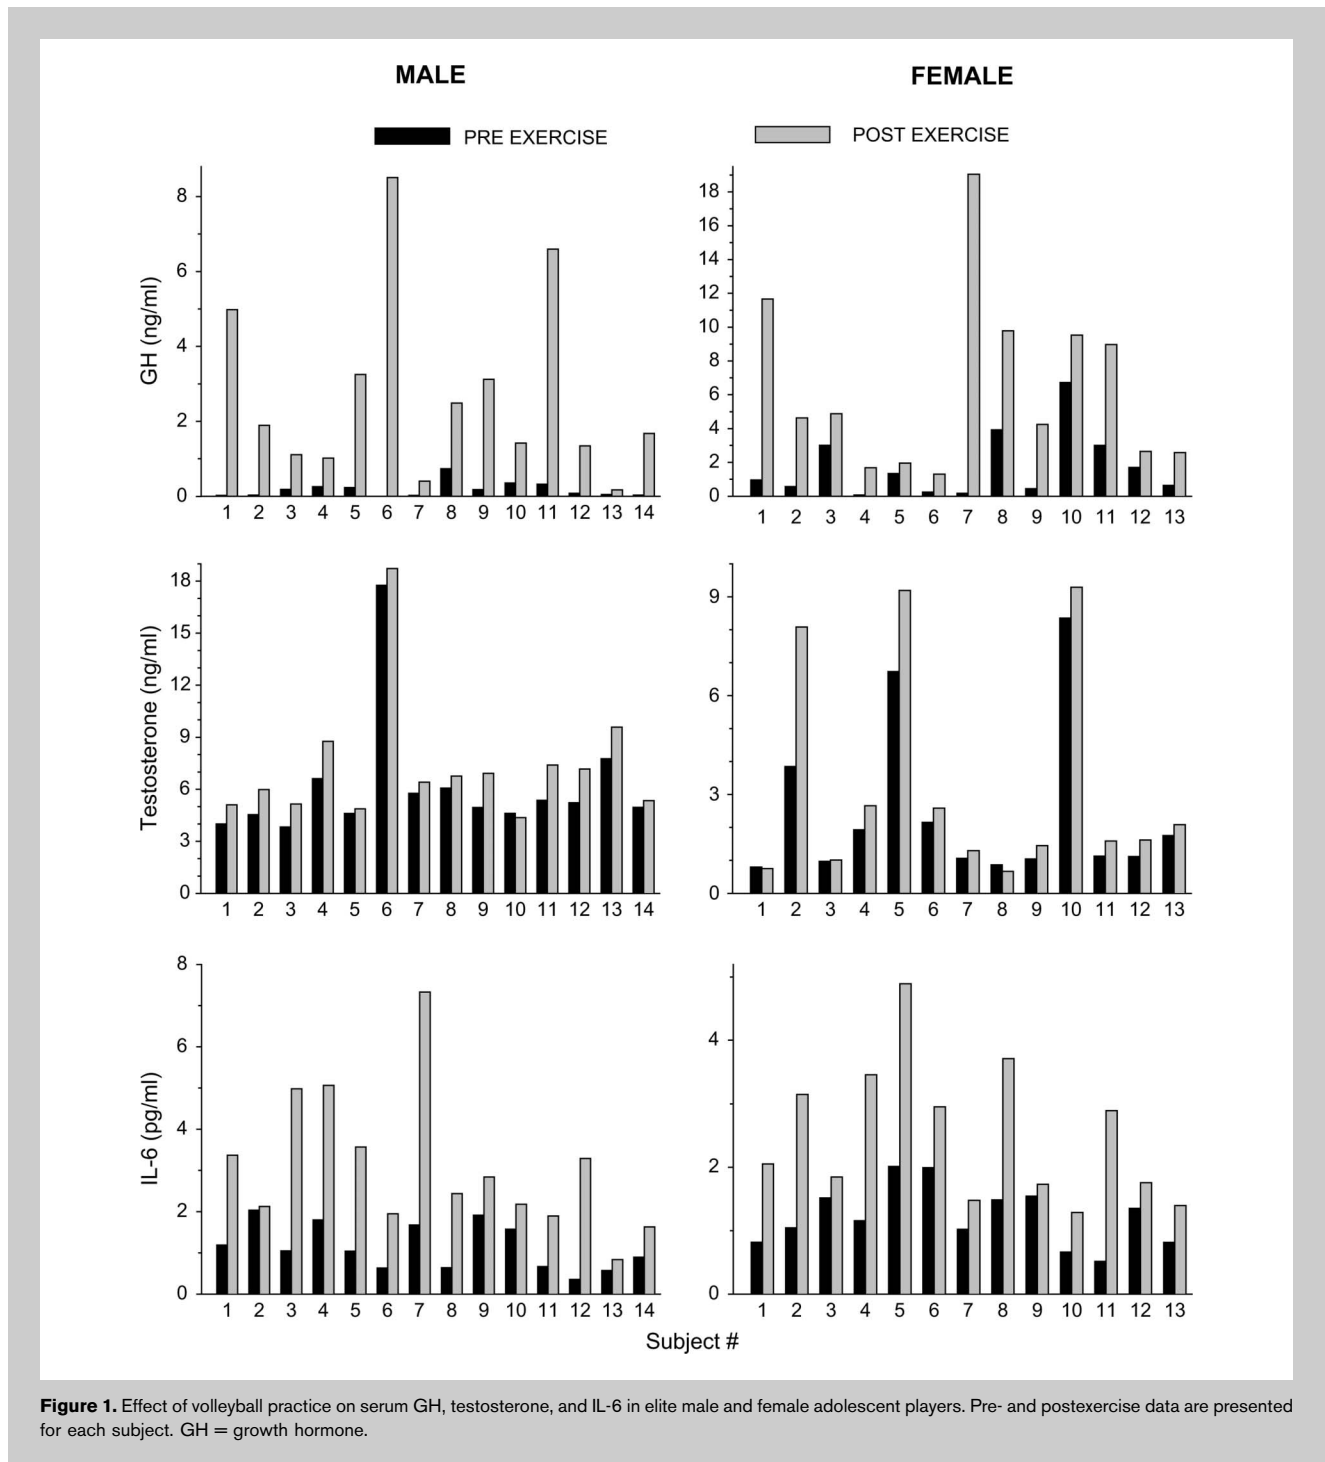 MALE FEMALE
PRE EXERCISE POST EXERCISE
GH (ng/ml)
8
6
4
2
0
1 2 3 4 5 6 7 8 9 10 11 12 13 14
18
16
14
12
10
8
6
4
2
0
1 2 3 4 5 6 7 8 9 10 11 12 13
Testosterone (ng/ml)
18
15
12
9
6
3
0
1 2 3 4 5 6 7 8 9 10 11 12 13 14
9
6
3
0
1 2 3 4 5 6 7 8 9 10 11 12 13
IL-6 (pg/ml)
8
6
4
2
0
1 2 3 4 5 6 7 8 9 10 11 12 13 14
4
2
0
1 2 3 4 5 6 7 8 9 10 11 12 13
Subject #
Figure 1. Effect of volleyball practice on serum GH, testosterone, and IL-6 in elite male and female adolescent players. Pre- and postexercise data are presented
for each subject. GH = growth hormone.